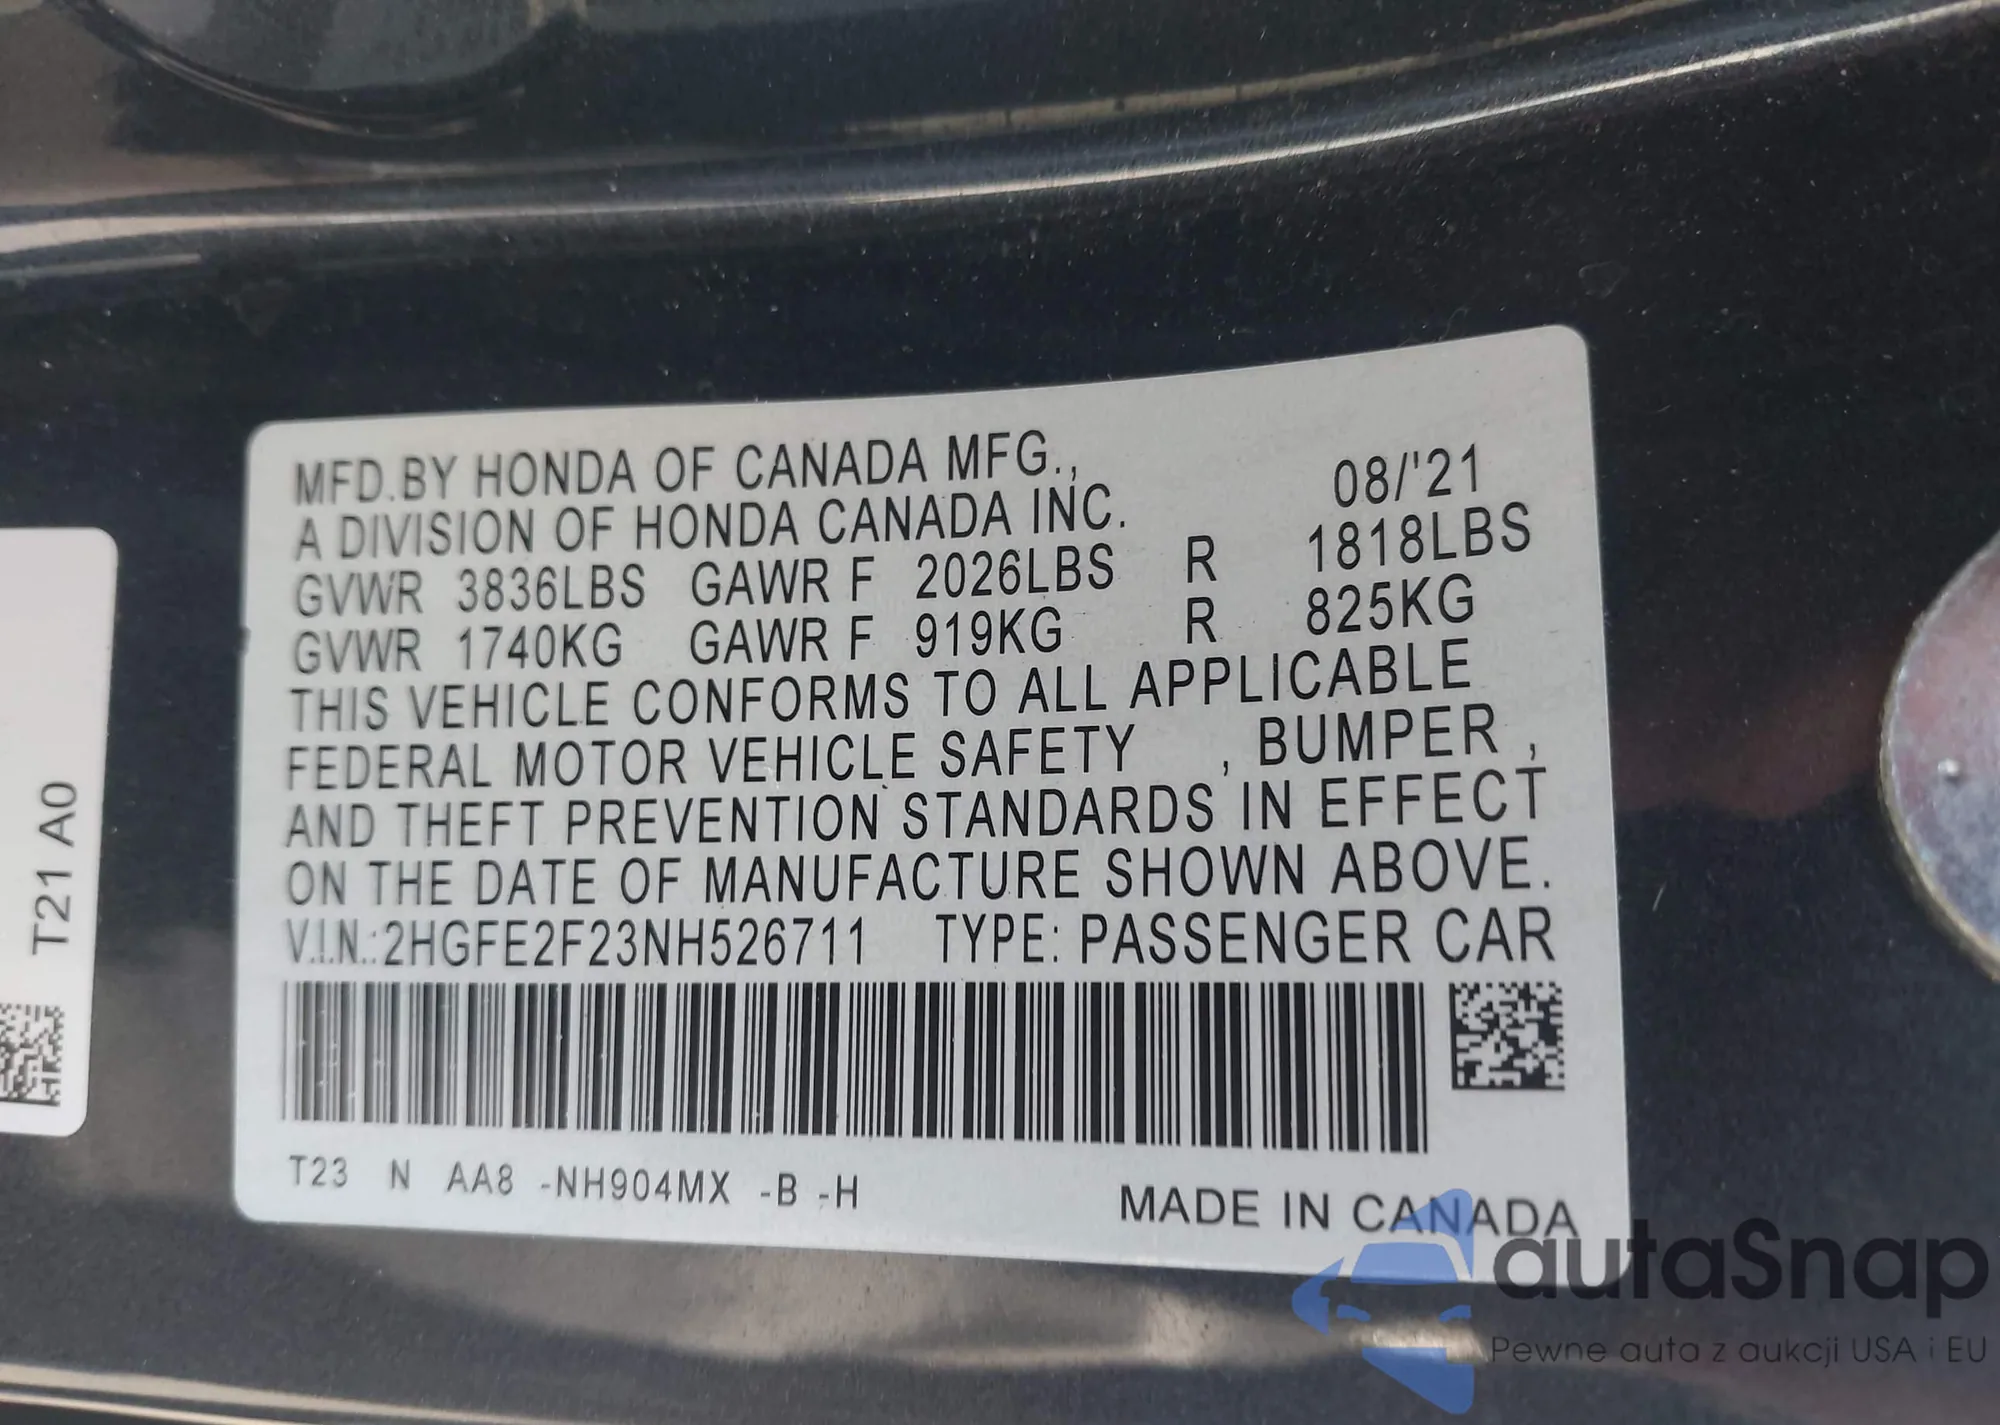 MFD.BY HONDA OF CANADA MFG.,
A DIVISION OF HONDA CANADA INC. 08/'21
GVWR 3836LBS GAWR F 2026LBS R 1818LBS
GVWR 1740KG GAWR F 919KG R 825KG
THIS VEHICLE CONFORMS TO ALL APPLICABLE
FEDERAL MOTOR VEHICLE SAFETY , BUMPER ,
AND THEFT PREVENTION STANDARDS IN EFFECT
ON THE DATE OF MANUFACTURE SHOWN ABOVE.
V.I.N.:2HGFE2F23NH526711 TYPE: PASSENGER CAR
T23 N AA8 -NH904MX -B -H
MADE IN CANADA
T21 A0
autaSnap
Pewne auta z aukcji USA i EU